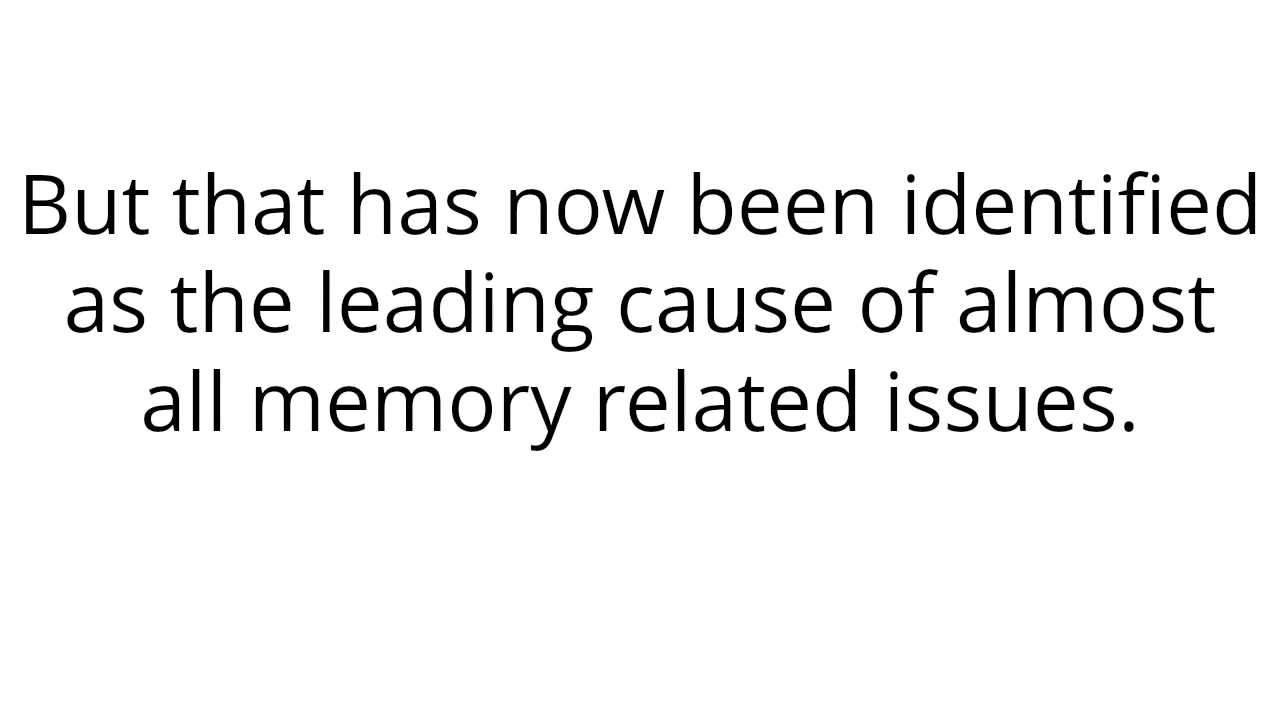 But that has now been identified
as the leading cause of almost
all memory related issues.